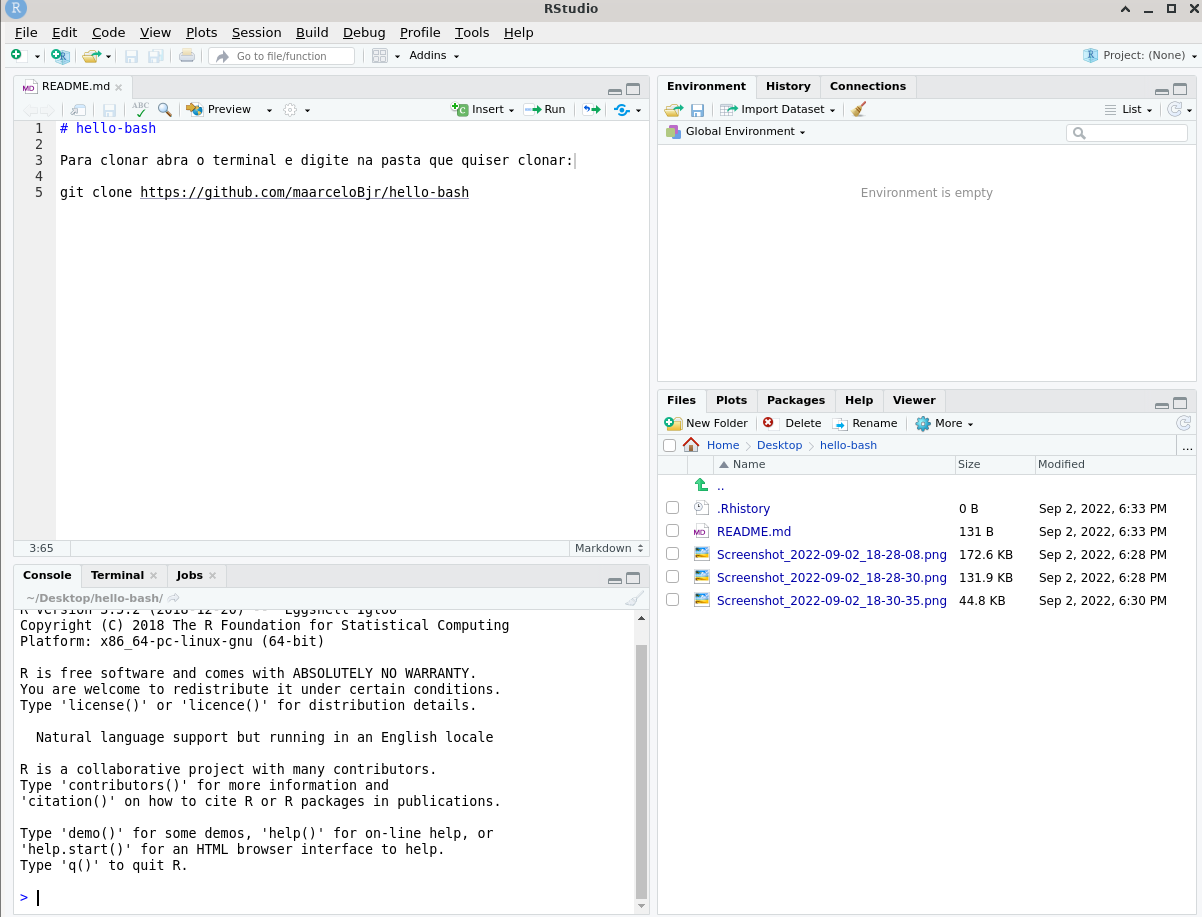 RStudio
File Edit Code View Plots Session Build Debug Profile Tools Help
Go to file/function Addins Project: (None)
README.md
ABC Preview Insert Run
1 # hello-bash
2
3 Para clonar abra o terminal e digite na pasta que quiser clonar:
4
5 git clone https://github.com/maarceloBjr/hello-bash
3:65 Markdown
Console Terminal Jobs
~/Desktop/hello-bash/
Copyright (C) 2018 The R Foundation for Statistical Computing
Platform: x86_64-pc-linux-gnu (64-bit)
R is free software and comes with ABSOLUTELY NO WARRANTY.
You are welcome to redistribute it under certain conditions.
Type 'license()' or 'licence()' for distribution details.
Natural language support but running in an English locale
R is a collaborative project with many contributors.
Type 'contributors()' for more information and
'citation()' on how to cite R or R packages in publications.
Type 'demo()' for some demos, 'help()' for on-line help, or
'help.start()' for an HTML browser interface to help.
Type 'q()' to quit R.
>
Environment History Connections
Import Dataset List
Global Environment
Environment is empty
Files Plots Packages Help Viewer
New Folder Delete Rename More
Home Desktop hello-bash ...
Name Size Modified
..
.Rhistory 0 B Sep 2, 2022, 6:33 PM
README.md 131 B Sep 2, 2022, 6:33 PM
Screenshot_2022-09-02_18-28-08.png 172.6 KB Sep 2, 2022, 6:28 PM
Screenshot_2022-09-02_18-28-30.png 131.9 KB Sep 2, 2022, 6:28 PM
Screenshot_2022-09-02_18-30-35.png 44.8 KB Sep 2, 2022, 6:30 PM